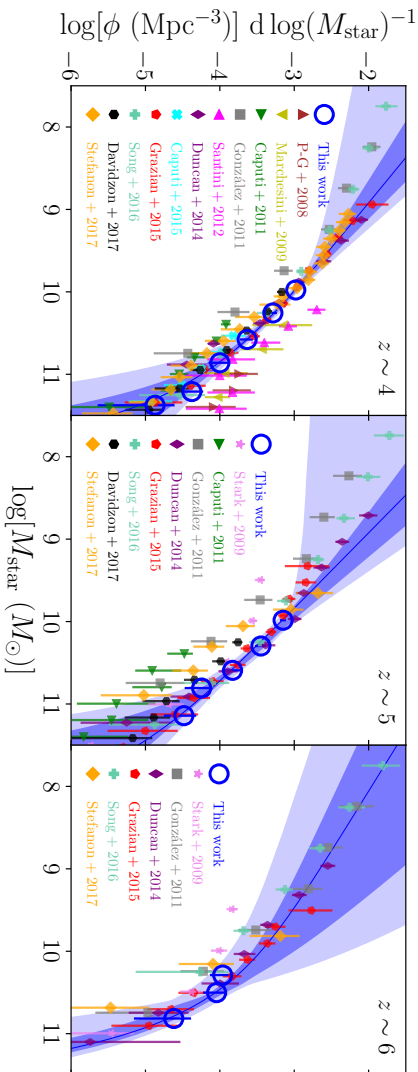 log[ϕ (Mpc⁻³)] d log(M_star)⁻¹
-2
-3
-4
-5
-6
z ~ 4
This work
P-G + 2008
Marchesini + 2009
Caputi + 2011
González + 2011
Santini + 2012
Duncan + 2014
Caputi + 2015
Grazian + 2015
Song + 2016
Davidzon + 2017
Stefanon + 2017
8
9
10
11
z ~ 5
This work
Stark + 2009
Caputi + 2011
González + 2011
Duncan + 2014
Grazian + 2015
Song + 2016
Davidzon + 2017
Stefanon + 2017
8
9
10
11
z ~ 6
This work
Stark + 2009
González + 2011
Duncan + 2014
Grazian + 2015
Song + 2016
Stefanon + 2017
8
9
10
11
log[M_star (M_⊙)]